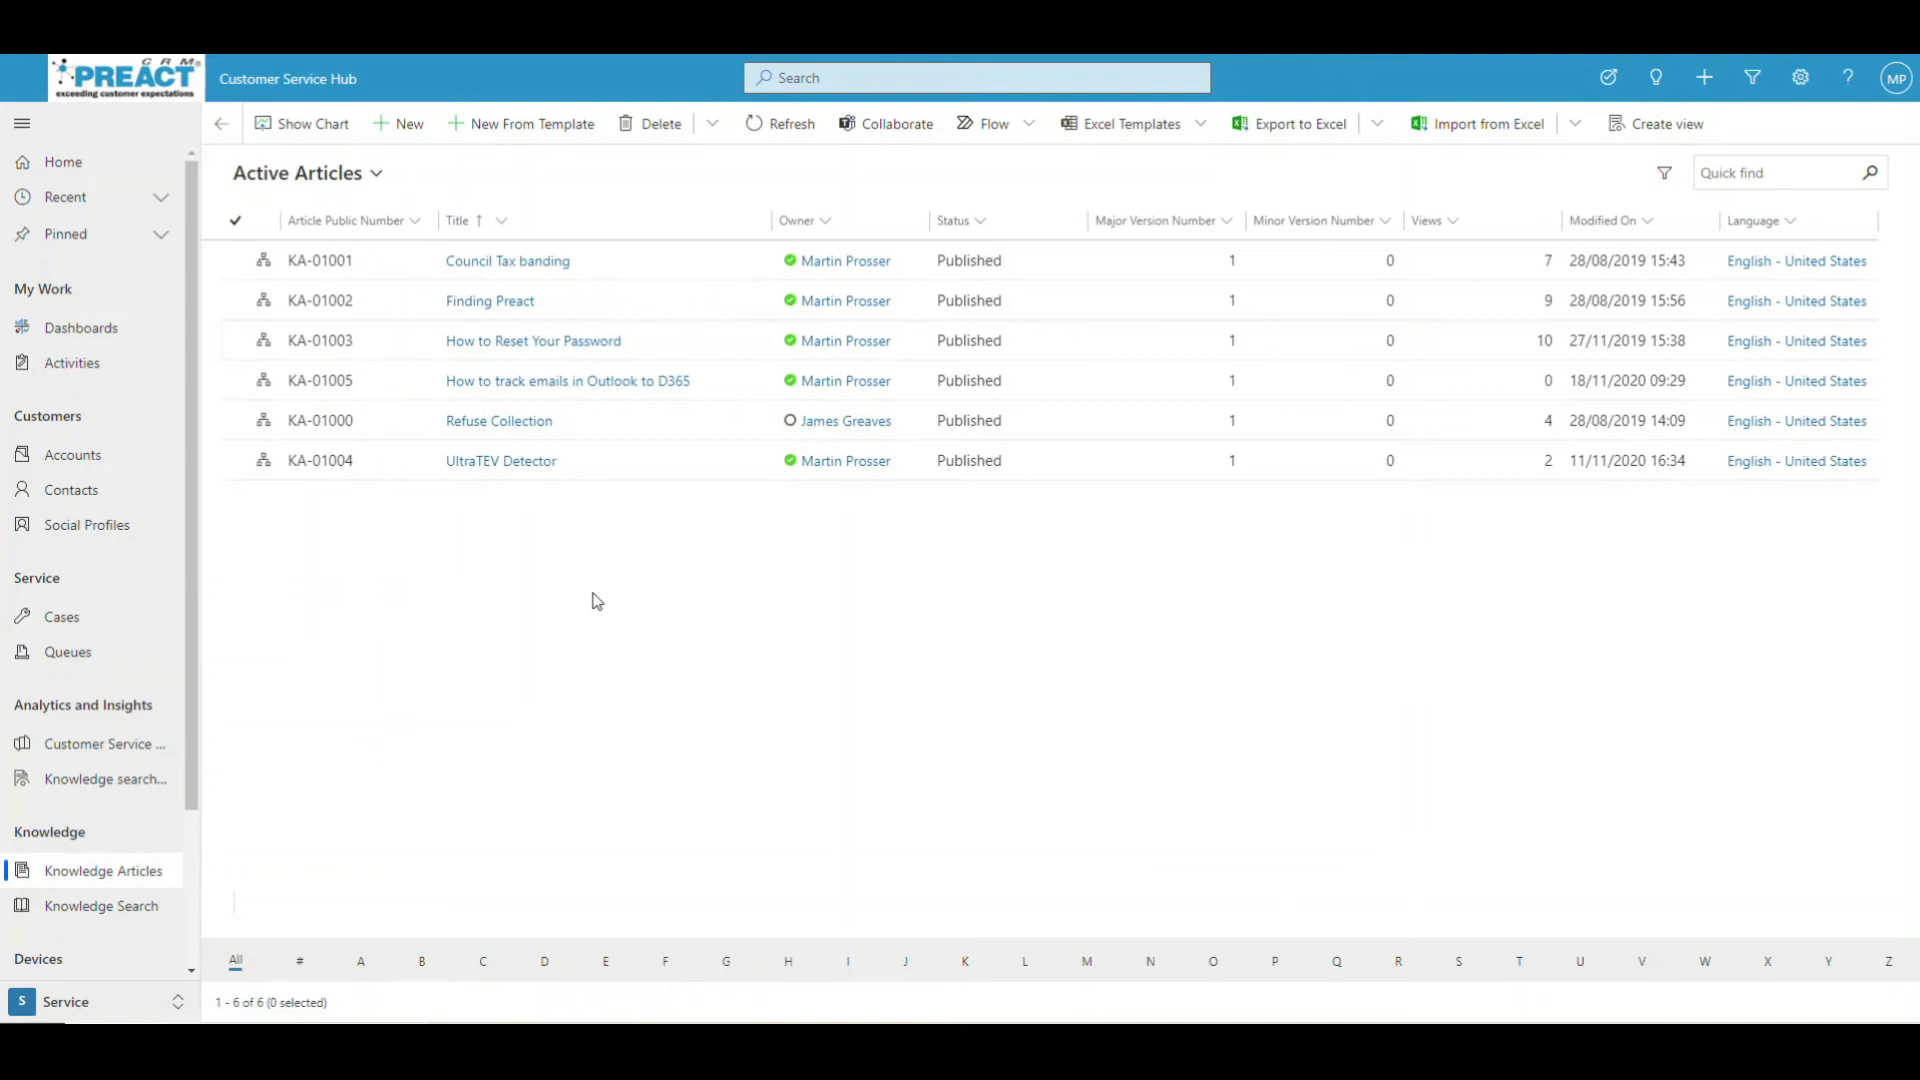 CRM
PREACT
exceeding customer expectations
Customer Service Hub
Search
?
MP
Show Chart
New
New From Template
Delete
Refresh
Collaborate
Flow
Excel Templates
Export to Excel
Import from Excel
Create view
Home
Recent
Pinned
My Work
Dashboards
Activities
Customers
Accounts
Contacts
Social Profiles
Service
Cases
Queues
Analytics and Insights
Customer Service ...
Knowledge search...
Knowledge
Knowledge Articles
Knowledge Search
Devices
S Service
Active Articles
Quick find
Article Public Number Title ↑ Owner Status Major Version Number Minor Version Number Views Modified On Language
KA-01001 Council Tax banding Martin Prosser Published 1 0 7 28/08/2019 15:43 English - United States
KA-01002 Finding Preact Martin Prosser Published 1 0 9 28/08/2019 15:56 English - United States
KA-01003 How to Reset Your Password Martin Prosser Published 1 0 10 27/11/2019 15:38 English - United States
KA-01005 How to track emails in Outlook to D365 Martin Prosser Published 1 0 0 18/11/2020 09:29 English - United States
KA-01000 Refuse Collection James Greaves Published 1 0 4 28/08/2019 14:09 English - United States
KA-01004 UltraTEV Detector Martin Prosser Published 1 0 2 11/11/2020 16:34 English - United States
All # A B C D E F G H I J K L M N O P Q R S T U V W X Y Z
1 - 6 of 6 (0 selected)